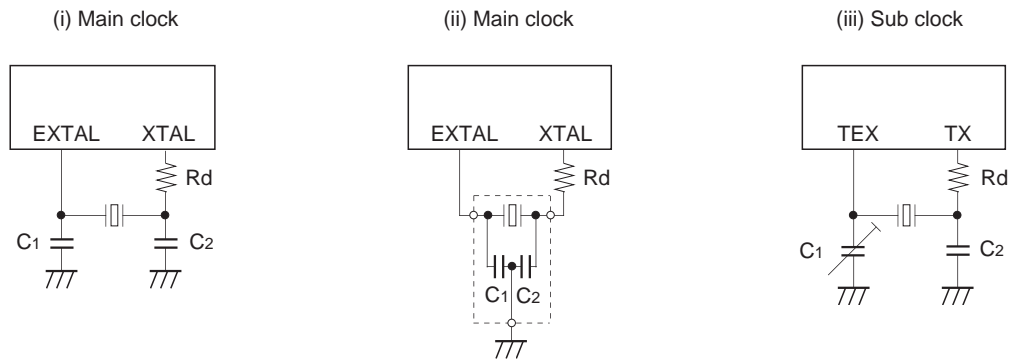 (i) Main clock
EXTAL XTAL
Rd
C1 C2
(ii) Main clock
EXTAL XTAL
Rd
C1 C2
(iii) Sub clock
TEX TX
Rd
C1 C2